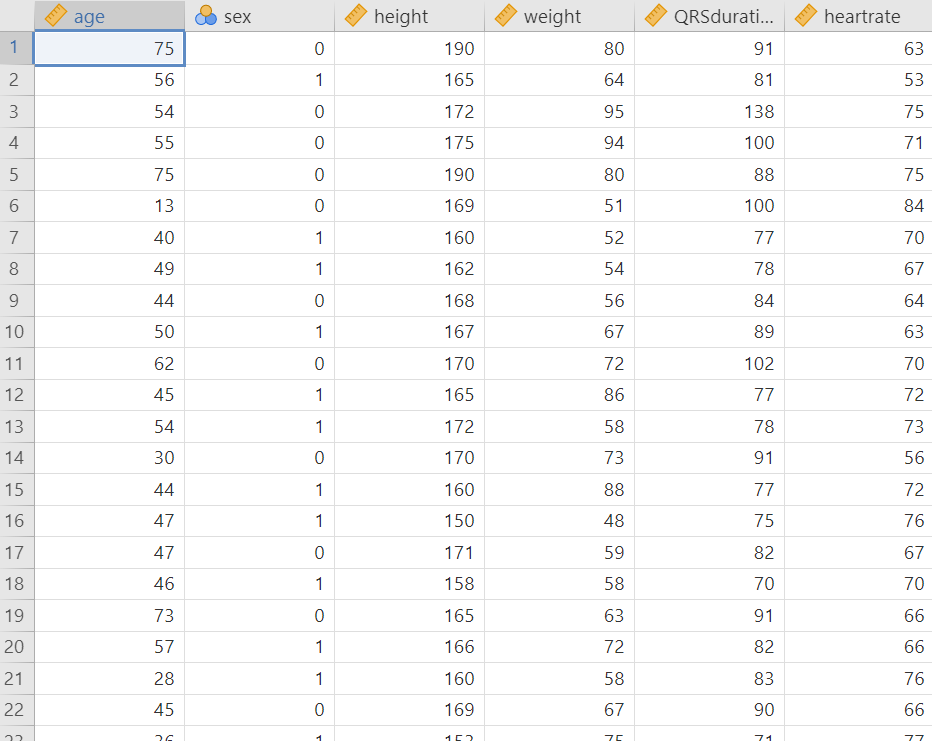 age sex height weight QRSdurati... heartrate
1 75 0 190 80 91 63
2 56 1 165 64 81 53
3 54 0 172 95 138 75
4 55 0 175 94 100 71
5 75 0 190 80 88 75
6 13 0 169 51 100 84
7 40 1 160 52 77 70
8 49 1 162 54 78 67
9 44 0 168 56 84 64
10 50 1 167 67 89 63
11 62 0 170 72 102 70
12 45 1 165 86 77 72
13 54 1 172 58 78 73
14 30 0 170 73 91 56
15 44 1 160 88 77 72
16 47 1 150 48 75 76
17 47 0 171 59 82 67
18 46 1 158 58 70 70
19 73 0 165 63 91 66
20 57 1 166 72 82 66
21 28 1 160 58 83 76
22 45 0 169 67 90 66